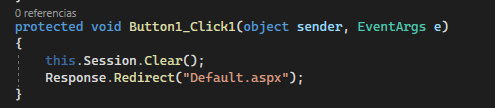 0 referencias
protected void Button1_Click1(object sender, EventArgs e)
{
this.Session.Clear();
Response.Redirect("Default.aspx");
}